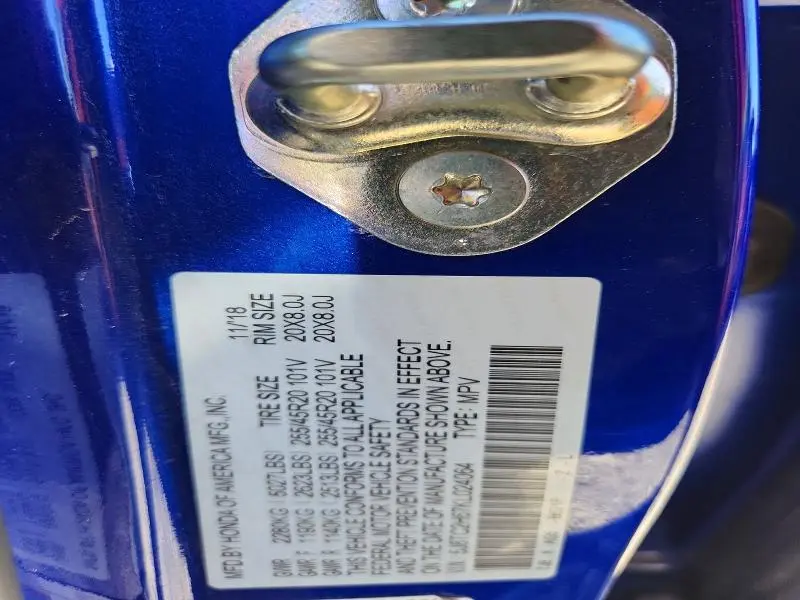 MFD.BY HONDA OF AMERICA MFG.,INC. 11/18
GVWR 2280KG 5027LBS TIRE SIZE RIM SIZE
GAWR F 1190KG 2623LBS 255/45R20 101V 20X8.0J
GAWR R 1140KG 2513LBS 255/45R20 101V 20X8.0J
THIS VEHICLE CONFORMS TO ALL APPLICABLE
FEDERAL MOTOR VEHICLE SAFETY
AND THEFT PREVENTION STANDARDS IN EFFECT
ON THE DATE OF MANUFACTURE SHOWN ABOVE.
TYPE: MPV